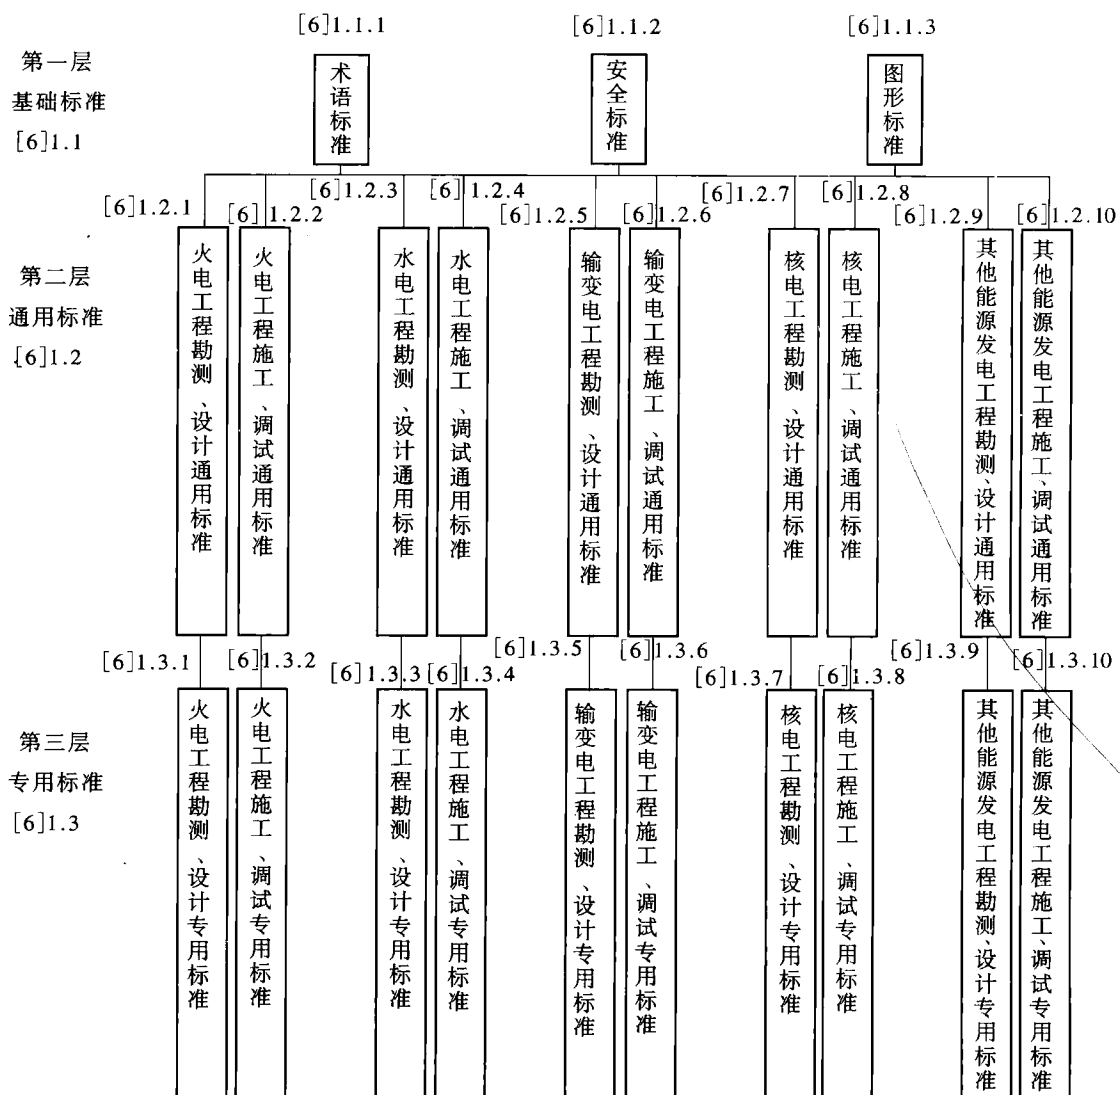 [6]1.1.1
[6]1.1.2
[6]1.1.3
第一层
基础标准
[6]1.1
术语标准
安全标准
图形标准
[6]1.2.1
[6]1.2.2
[6]1.2.3
[6]1.2.4
[6]1.2.5
[6]1.2.6
[6]1.2.7
[6]1.2.8
[6]1.2.9
[6]1.2.10
第二层
通用标准
[6]1.2
火电工程勘测、设计通用标准
火电工程施工、调试通用标准
水电工程勘测、设计通用标准
水电工程施工、调试通用标准
输变电工程勘测、设计通用标准
输变电工程施工、调试通用标准
核电工程勘测、设计通用标准
核电工程施工、调试通用标准
其他能源发电工程勘测、设计通用标准
其他能源发电工程施工、调试通用标准
[6]1.3.1
[6]1.3.2
[6]1.3.3
[6]1.3.4
[6]1.3.5
[6]1.3.6
[6]1.3.7
[6]1.3.8
[6]1.3.9
[6]1.3.10
第三层
专用标准
[6]1.3
火电工程勘测、设计专用标准
火电工程施工、调试专用标准
水电工程勘测、设计专用标准
水电工程施工、调试专用标准
输变电工程勘测、设计专用标准
输变电工程施工、调试专用标准
核电工程勘测、设计专用标准
核电工程施工、调试专用标准
其他能源发电工程勘测、设计专用标准
其他能源发电工程施工、调试专用标准